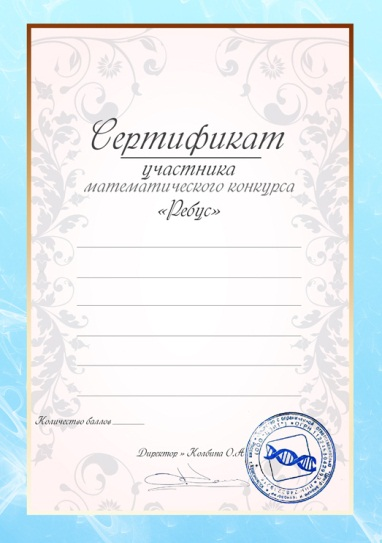 Сертификат
участника
математического конкурса
«Ребус»
Количество баллов
Директор » Колбина О.А